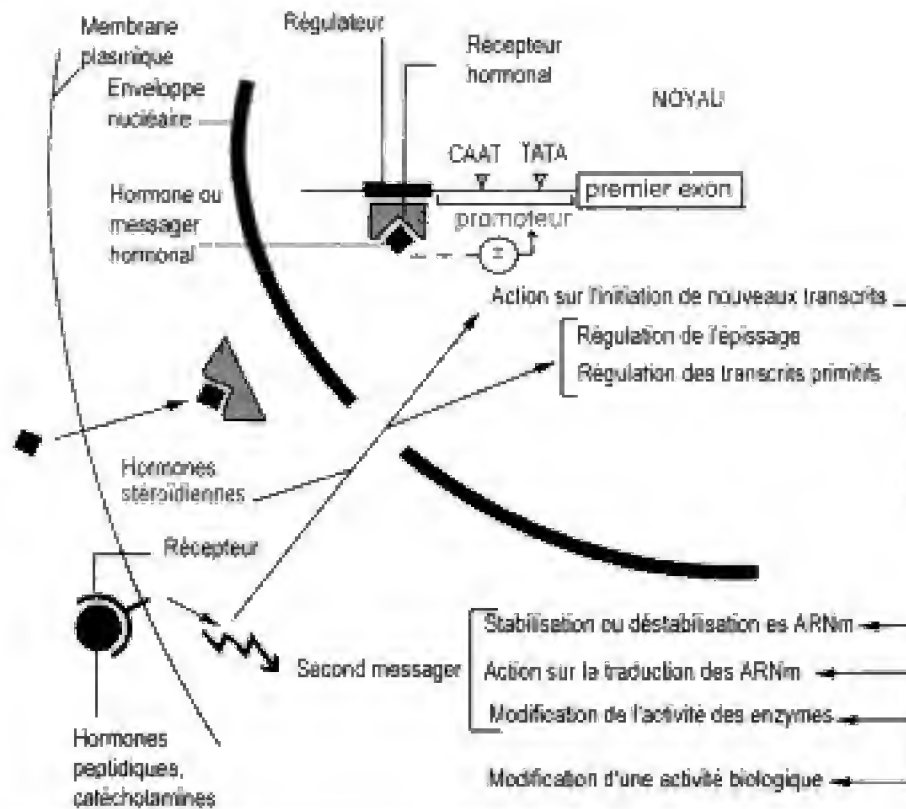 Membrane
plasmique
Régulateur
Récepteur
hormonal
Enveloppe
nucléaire
NOYAU
CAAT TATA
premier exon
promoteur
Hormone ou
messager
hormonal
Action sur l'initiation de nouveaux transcrits
Régulation de l'épissage
Régulation des transcrits primitifs
Hormones
stéroïdiennes
Récepteur
Second messager
Stabilisation ou déstabilisation es ARNm
Action sur la traduction des ARNm
Modification de l'activité des enzymes
Modification d'une activité biologique
Hormones
peptidiques,
catécholamines